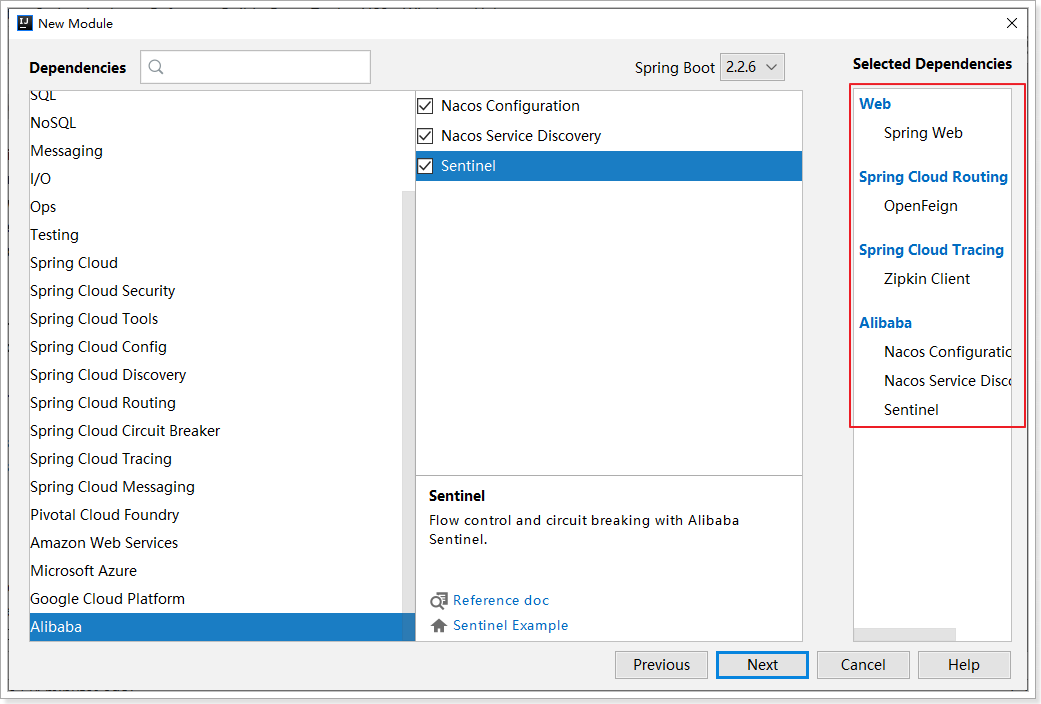 New Module
Dependencies
Spring Boot
2.2.6
Selected Dependencies
SQL
NoSQL
Messaging
I/O
Ops
Testing
Spring Cloud
Spring Cloud Security
Spring Cloud Tools
Spring Cloud Config
Spring Cloud Discovery
Spring Cloud Routing
Spring Cloud Circuit Breaker
Spring Cloud Tracing
Spring Cloud Messaging
Pivotal Cloud Foundry
Amazon Web Services
Microsoft Azure
Google Cloud Platform
Alibaba
Nacos Configuration
Nacos Service Discovery
Sentinel
Sentinel
Flow control and circuit breaking with Alibaba
Sentinel.
Reference doc
Sentinel Example
Web
Spring Web
Spring Cloud Routing
OpenFeign
Spring Cloud Tracing
Zipkin Client
Alibaba
Nacos Configuratio
Nacos Service Disco
Sentinel
Previous
Next
Cancel
Help